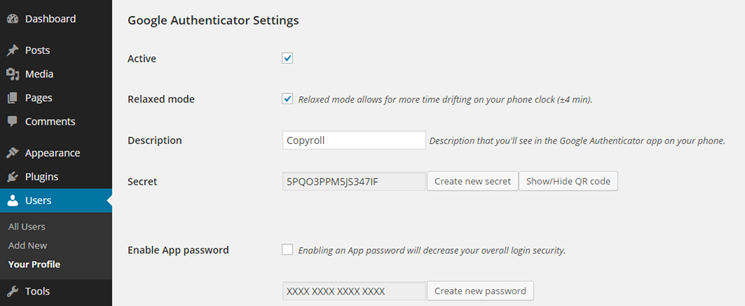 Dashboard
Posts
Media
Pages
Comments
Appearance
Plugins
Users
All Users
Add New
Your Profile
Tools
Google Authenticator Settings
Active
Relaxed mode Relaxed mode allows for more time drifting on your phone clock (±4 min).
Description Copyroll Description that you'll see in the Google Authenticator app on your phone.
Secret 5PQO3PPM5JS347IF Create new secret Show/Hide QR code
Enable App password Enabling an App password will decrease your overall login security.
XXXX XXXX XXXX XXXX Create new password